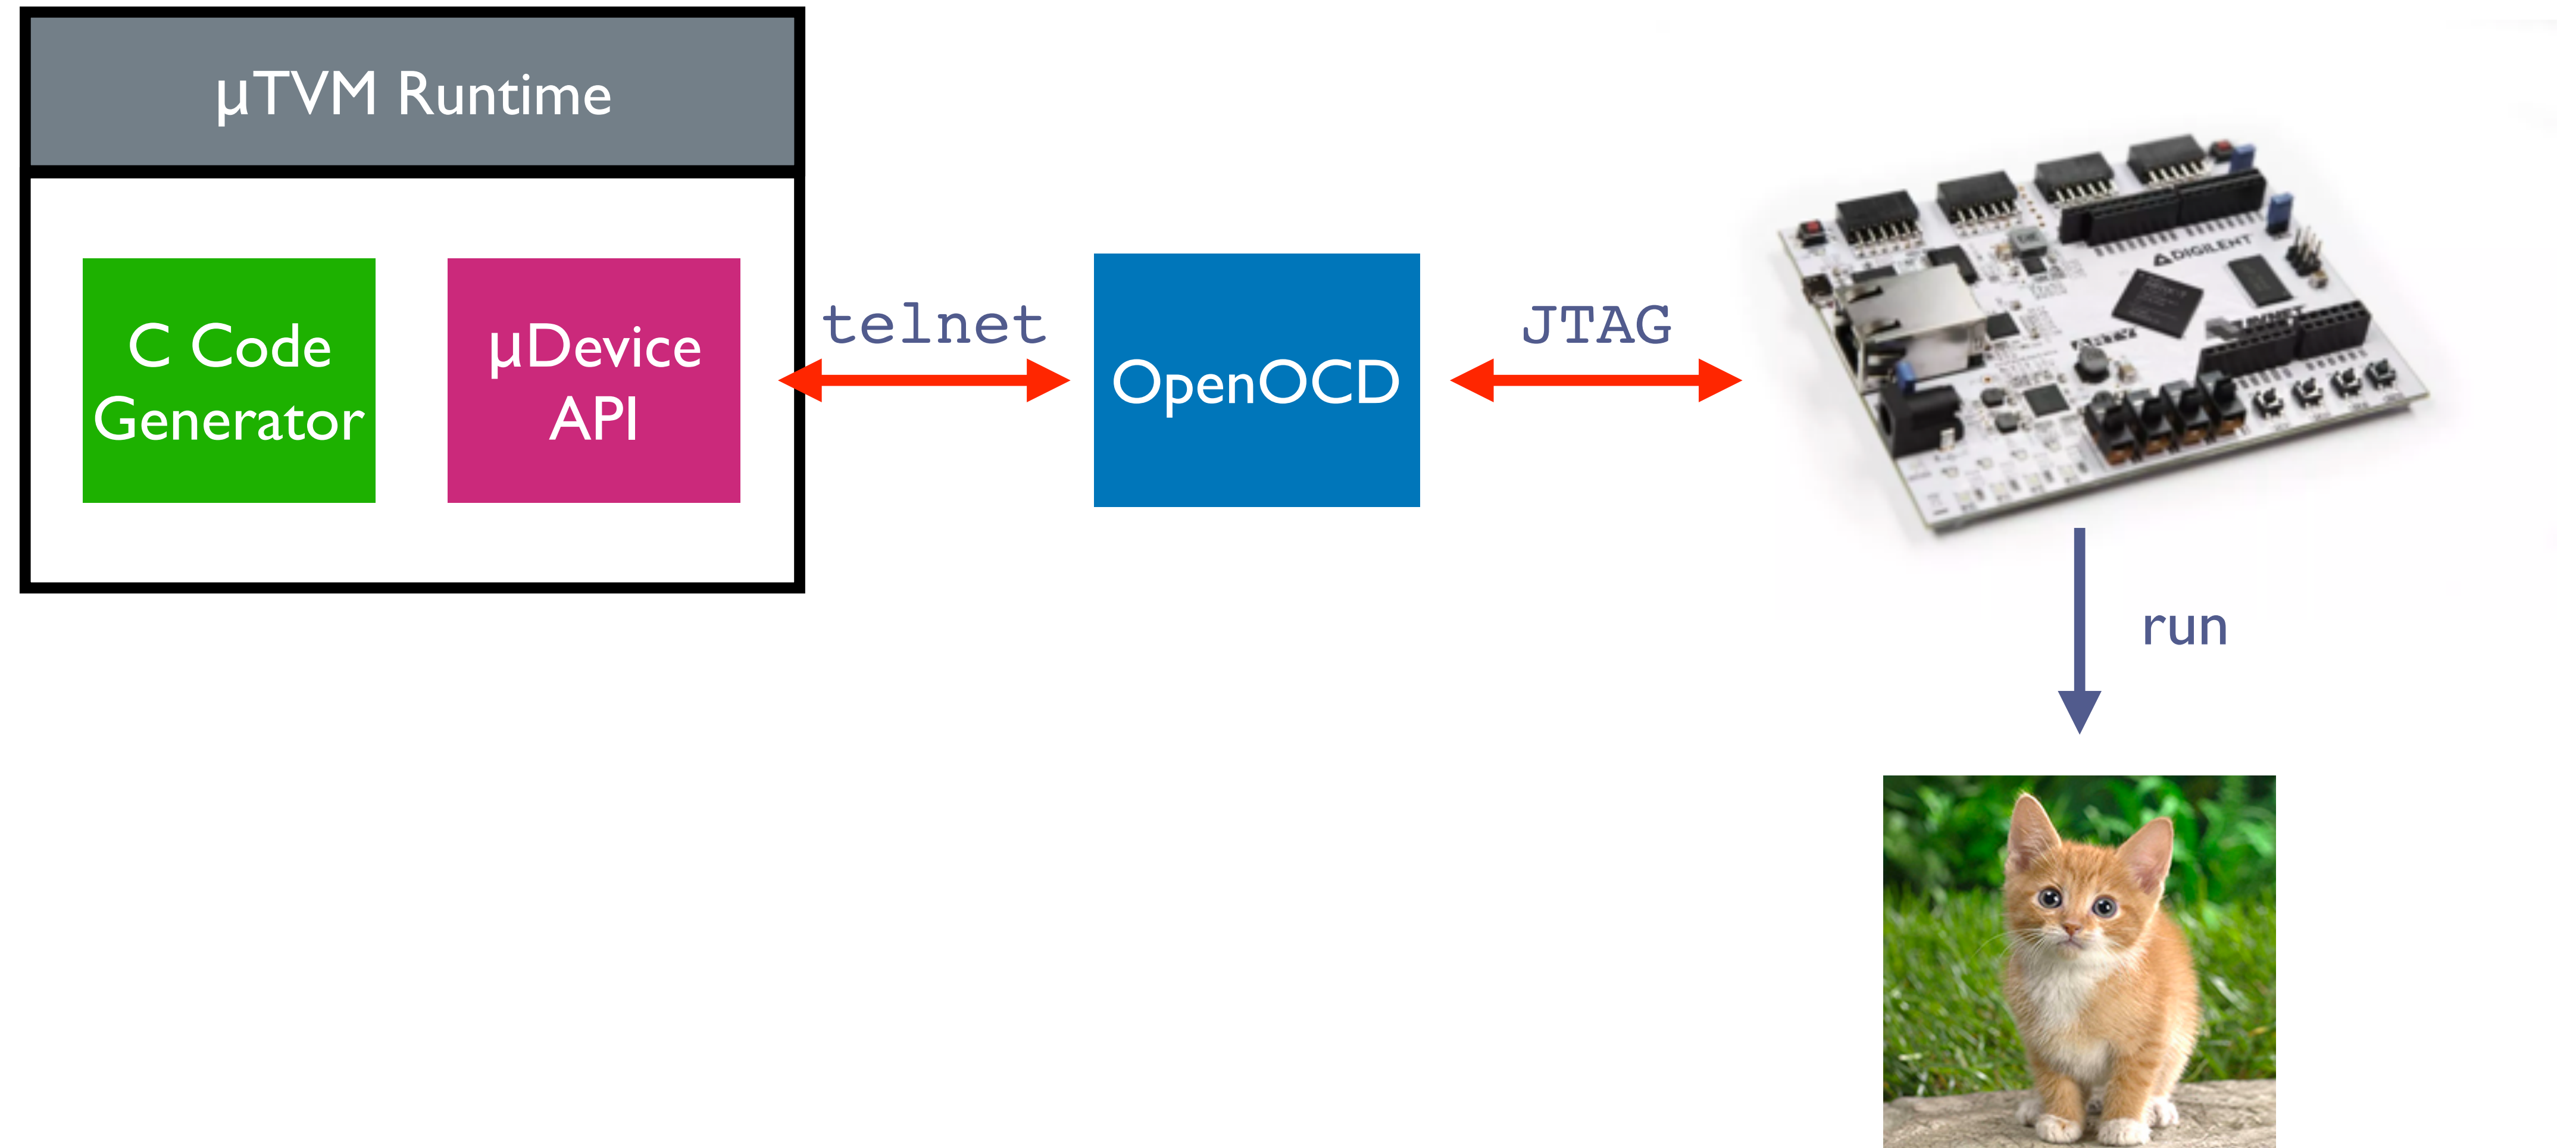 µTVM Runtime
C Code
Generator
µDevice
API
telnet
OpenOCD
JTAG
DIGILENT
run